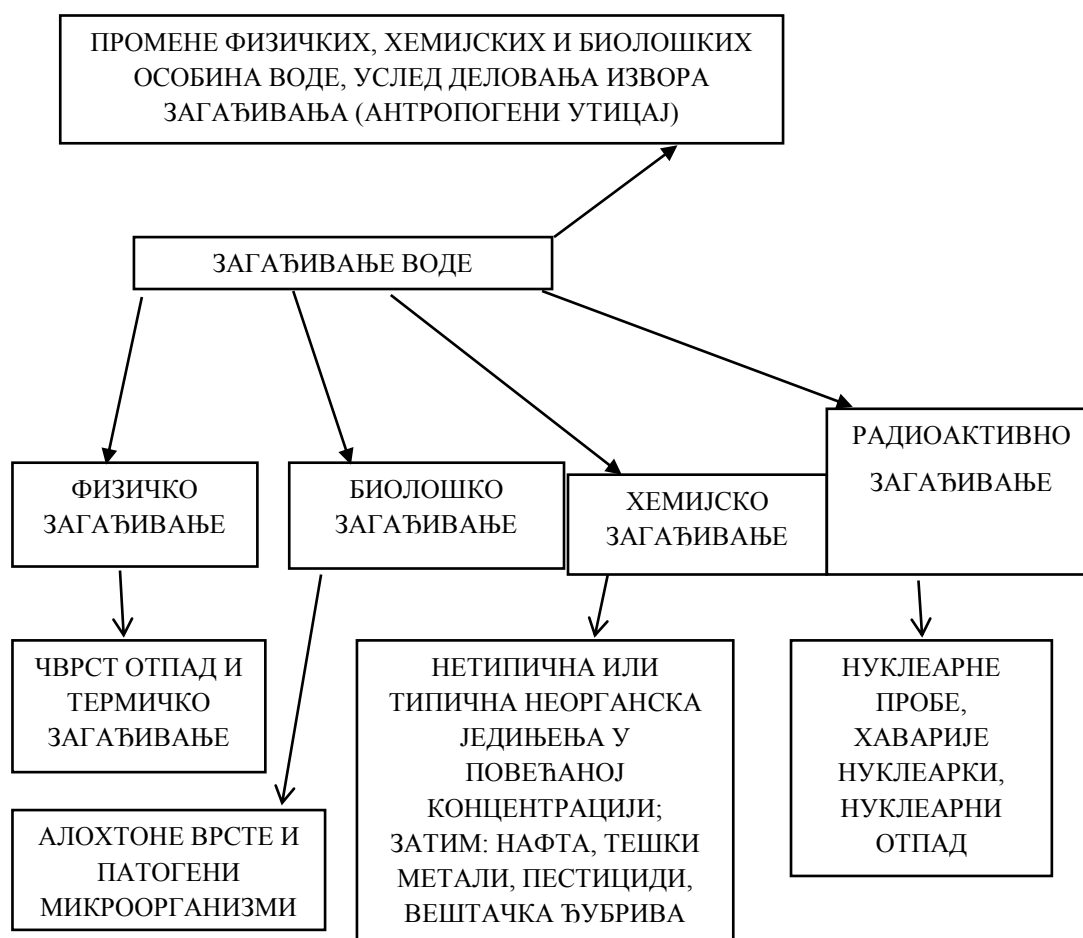 ПРОМЕНЕ ФИЗИЧКИХ, ХЕМИЈСКИХ И БИОЛОШКИХ
ОСОБИНА ВОДЕ, УСЛЕД ДЕЛОВАЊА ИЗВОРА
ЗАГАЂИВАЊА (АНТРОПОГЕНИ УТИЦАЈ)
ЗАГАЂИВАЊЕ ВОДЕ
ФИЗИЧКО
ЗАГАЂИВАЊЕ
БИОЛОШКО
ЗАГАЂИВАЊЕ
ХЕМИЈСКО
ЗАГАЂИВАЊЕ
РАДИОАКТИВНО
ЗАГАЂИВАЊЕ
ЧВРСТ ОТПАД И
ТЕРМИЧКО
ЗАГАЂИВАЊЕ
АЛОХТОНЕ ВРСТЕ И
ПАТОГЕНИ
МИКРООРГАНИЗМИ
НЕТИПИЧНА ИЛИ
ТИПИЧНА НЕОРГАНСКА
ЈЕДИЊЕЊА У
ПОВЕЋАНОЈ
КОНЦЕНТРАЦИЈИ;
ЗАТИМ: НАФТА, ТЕШКИ
МЕТАЛИ, ПЕСТИЦИДИ,
ВЕШТАЧКА ЂУБРИВА
НУКЛЕАРНЕ
ПРОБЕ,
ХАВАРИЈЕ
НУКЛЕАРКИ,
НУКЛЕАРНИ
ОТПАД